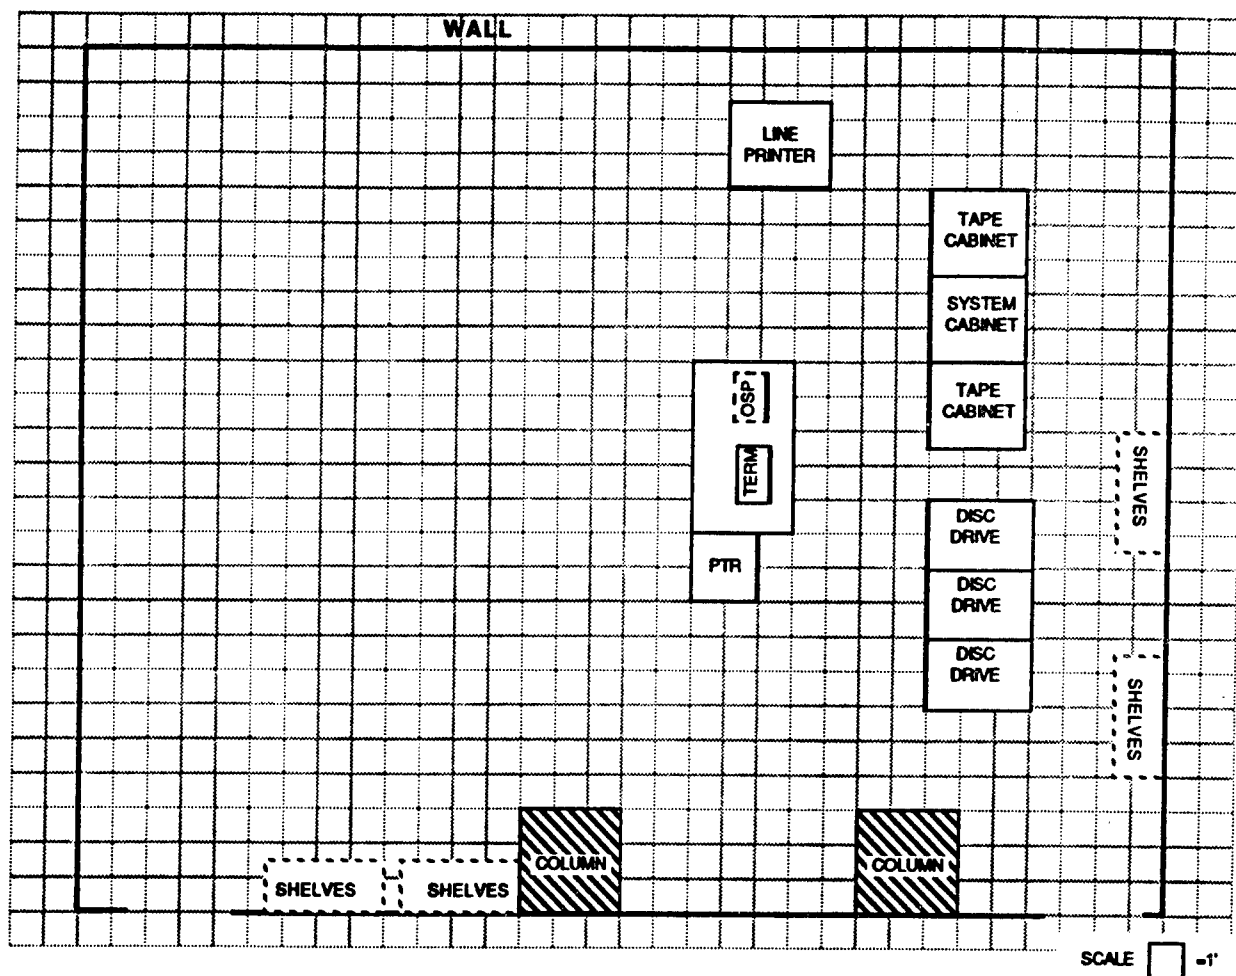 WALL
LINE
PRINTER
TAPE
CABINET
SYSTEM
CABINET
TAPE
CABINET
OSP
TERM
PTR
DISC
DRIVE
DISC
DRIVE
DISC
DRIVE
SHELVES
SHELVES
COLUMN
COLUMN
SHELVES
SHELVES
SCALE =1'